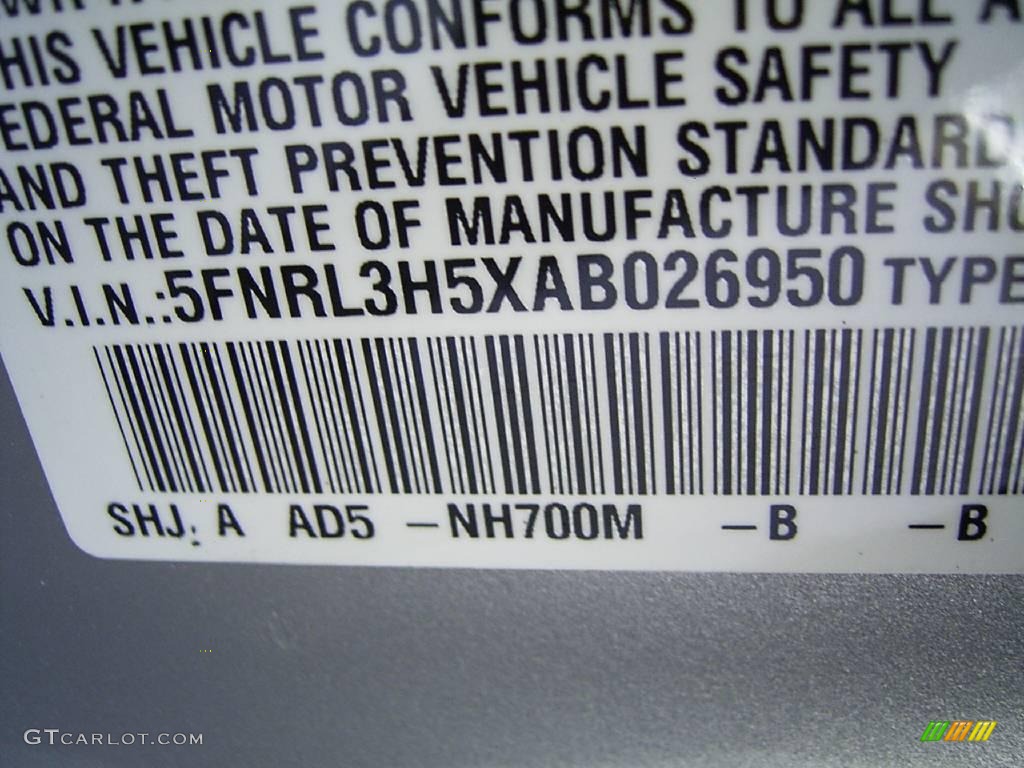 HIS VEHICLE CONFORMS TO ALL A
EDERAL MOTOR VEHICLE SAFETY
AND THEFT PREVENTION STANDARD
ON THE DATE OF MANUFACTURE SHO
V.I.N.:5FNRL3H5XAB026950 TYPE
SHJ: A AD5 -NH700M -B -B
GTCARLOT.COM